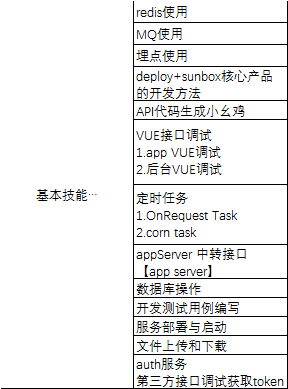 redis使用
MQ使用
埋点使用
deploy+sunbox核心产品
的开发方法
API代码生成小幺鸡
VUE接口调试
1.app VUE调试
2.后台VUE调试
基本技能…
定时任务
1.OnRequest Task
2.corn task
appServer 中转接口
【app server】
数据库操作
开发测试用例编写
服务部署与启动
文件上传和下载
auth服务
第三方接口调试获取token